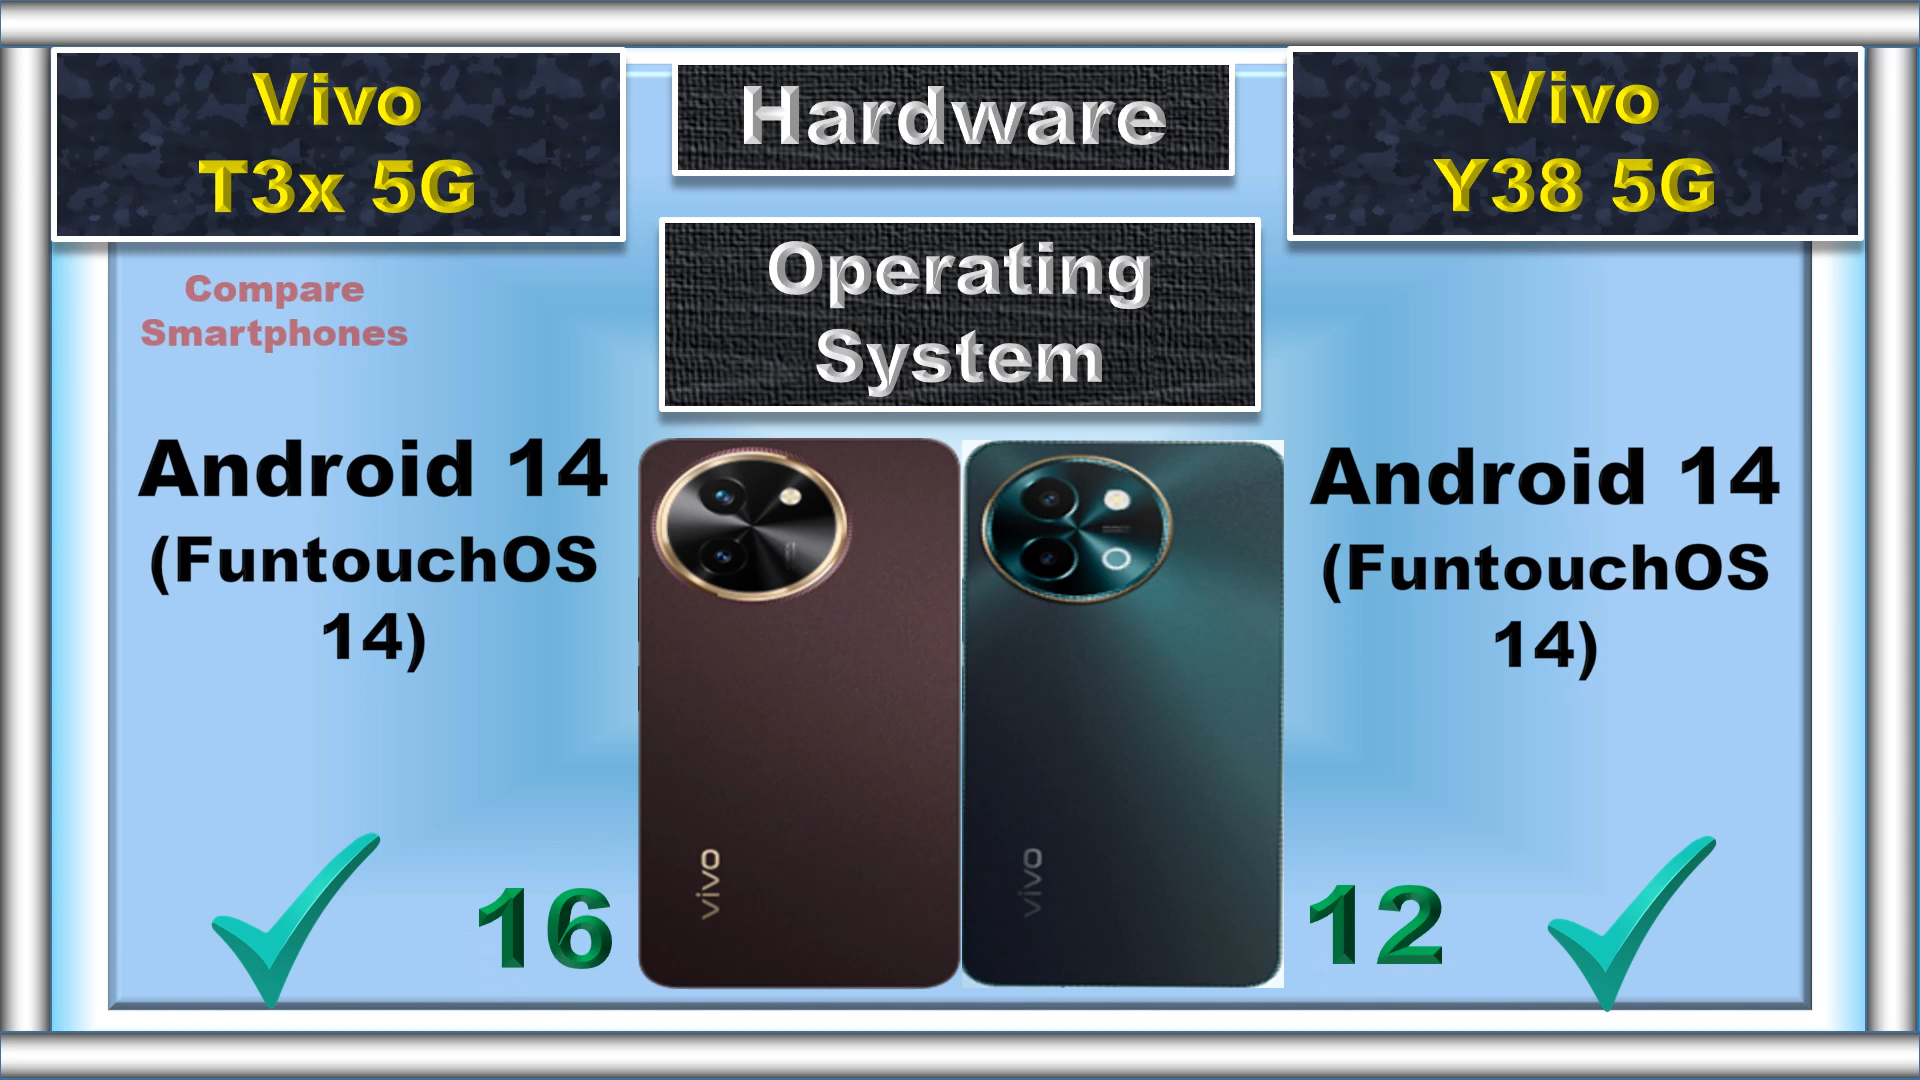 Vivo
T3x 5G
Hardware
Vivo
Y38 5G
Operating
System
Compare
Smartphones
Android 14
(FuntouchOS
14)
Android 14
(FuntouchOS
14)
vivo
vivo
16
12